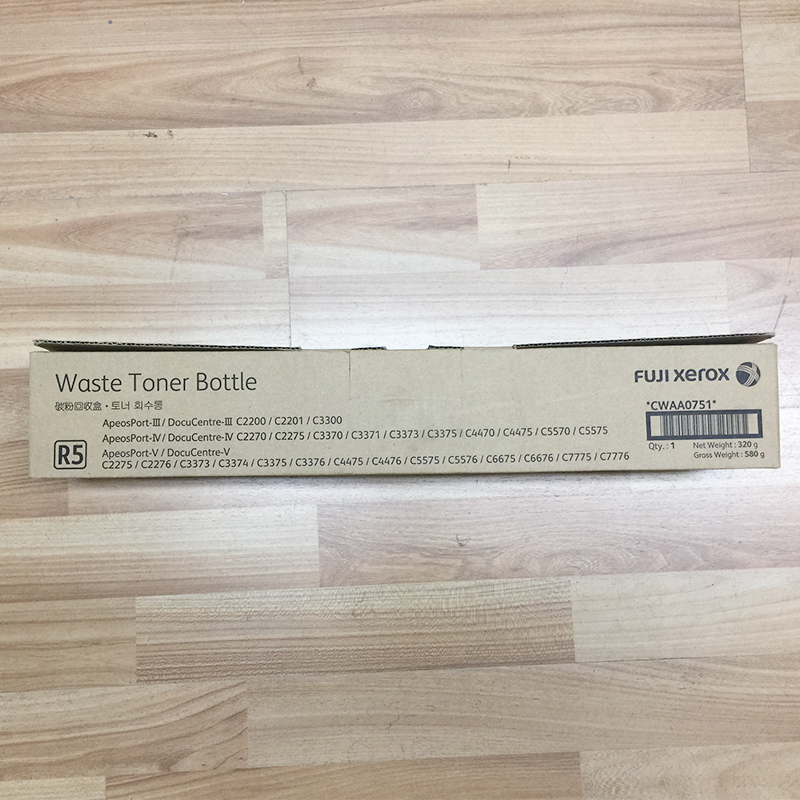 Waste Toner Bottle
碳粉回收盒・토너 회수통
ApeosPort-Ⅲ / DocuCentre-Ⅲ C2200 / C2201 / C3300
ApeosPort-Ⅳ / DocuCentre-Ⅳ C2270 / C2275 / C3370 / C3371 / C3373 / C3375 / C4470 / C4475 / C5570 / C5575
R5
ApeosPort-Ⅴ / DocuCentre-Ⅴ
C2275 / C2276 / C3373 / C3374 / C3375 / C3376 / C4475 / C4476 / C5575 / C5576 / C6675 / C6676 / C7775 / C7776
FUJI xerox
*CWAA0751*
Qty. : 1 Net Weight : 320 g
Gross Weight : 580 g